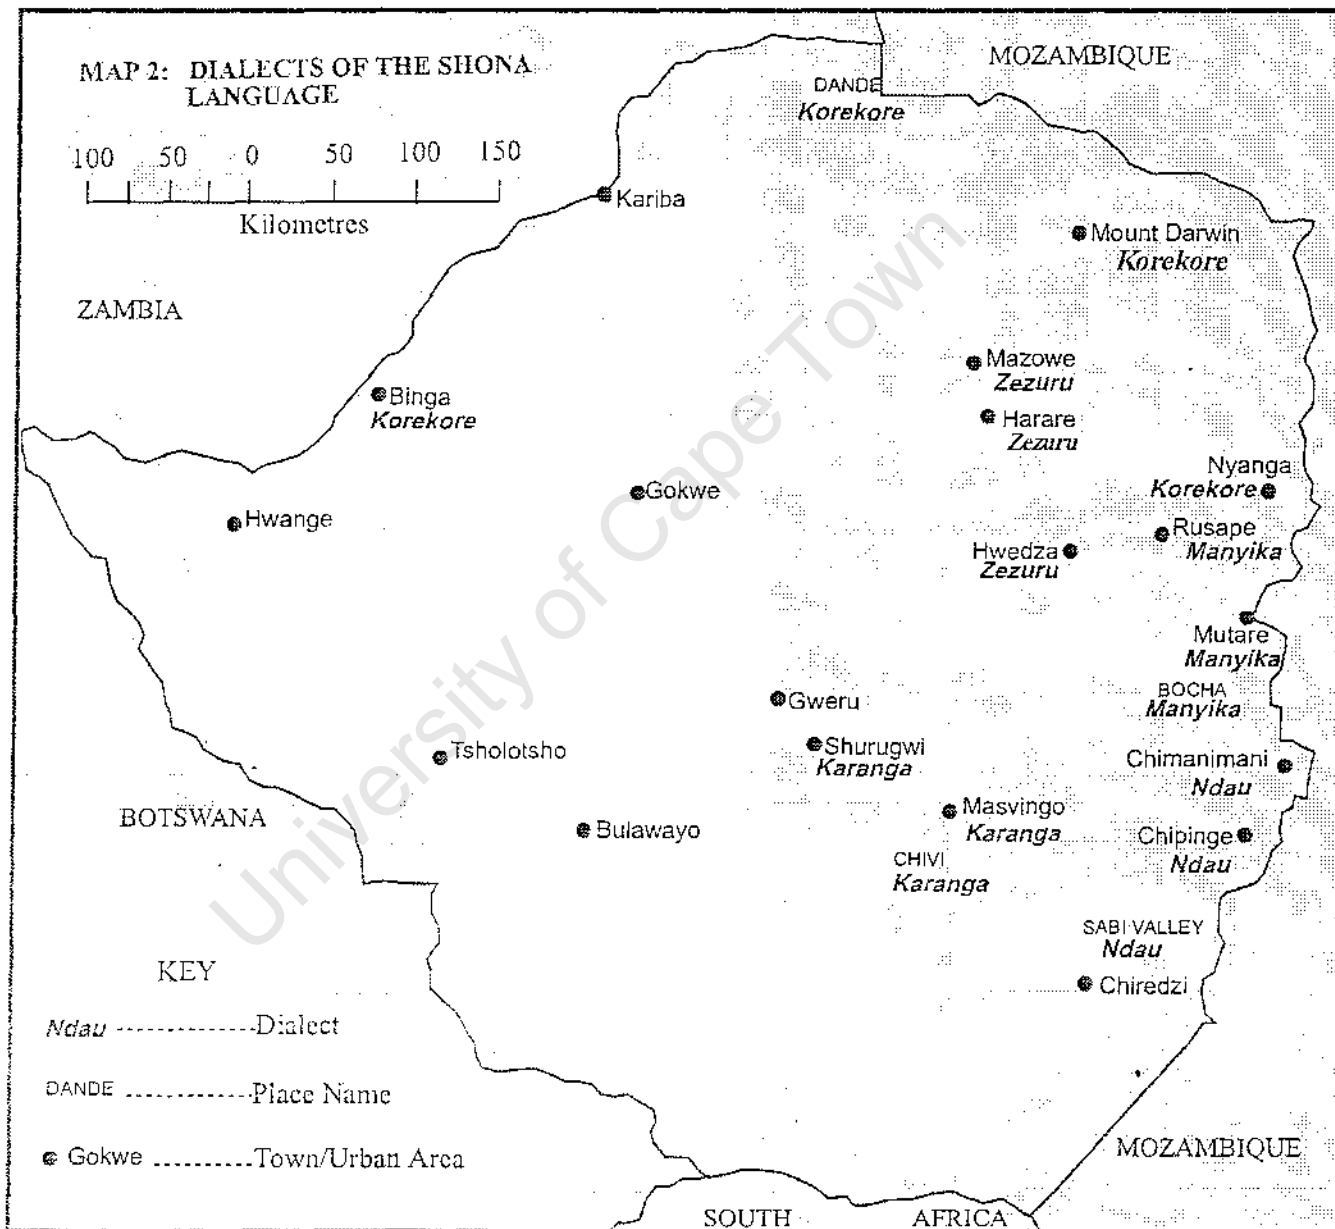 MAP 2: DIALECTS OF THE SHONA
LANGUAGE
100 50 0 50 100 150
Kilometres
MOZAMBIQUE
DANDE
Korekore
Kariba
Mount Darwin
Korekore
ZAMBIA
Mazowe
Zezuru
Binga
Korekore
Harare
Zezuru
Nyanga
Korekore
Gokwe
Hwange
Rusape
Manyika
Hwedza
Zezuru
Mutare
Manyika
BOCHA
Manyika
Gweru
Shurugwi
Karanga
Tsholotsho
Chimanimani
Ndau
BOTSWANA
Bulawayo
Masvingo
Karanga
Chipinge
Ndau
CHIVI
Karanga
SABI VALLEY
Ndau
Chiredzi
KEY
Ndau ---------------- Dialect
DANDE ---------------- Place Name
Gokwe ---------------- Town/Urban Area
MOZAMBIQUE
SOUTH AFRICA
University of Cape Town